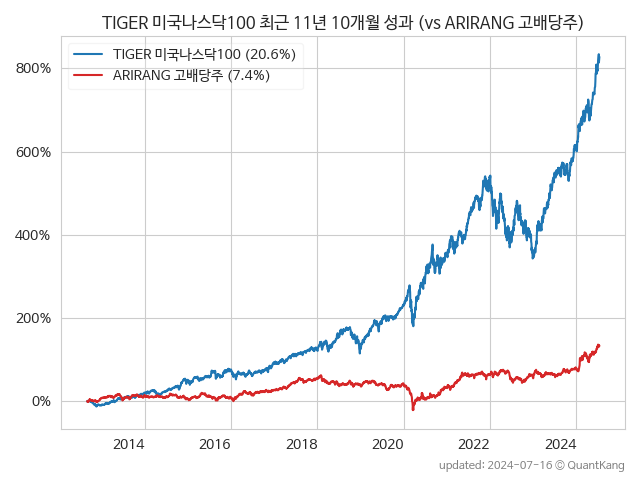 TIGER 미국나스닥100 최근 11년 10개월 성과 (vs ARIRANG 고배당주)
TIGER 미국나스닥100 (20.6%)
ARIRANG 고배당주 (7.4%)
800%
600%
400%
200%
0%
2014 2016 2018 2020 2022 2024
updated: 2024-07-16 © QuantKang